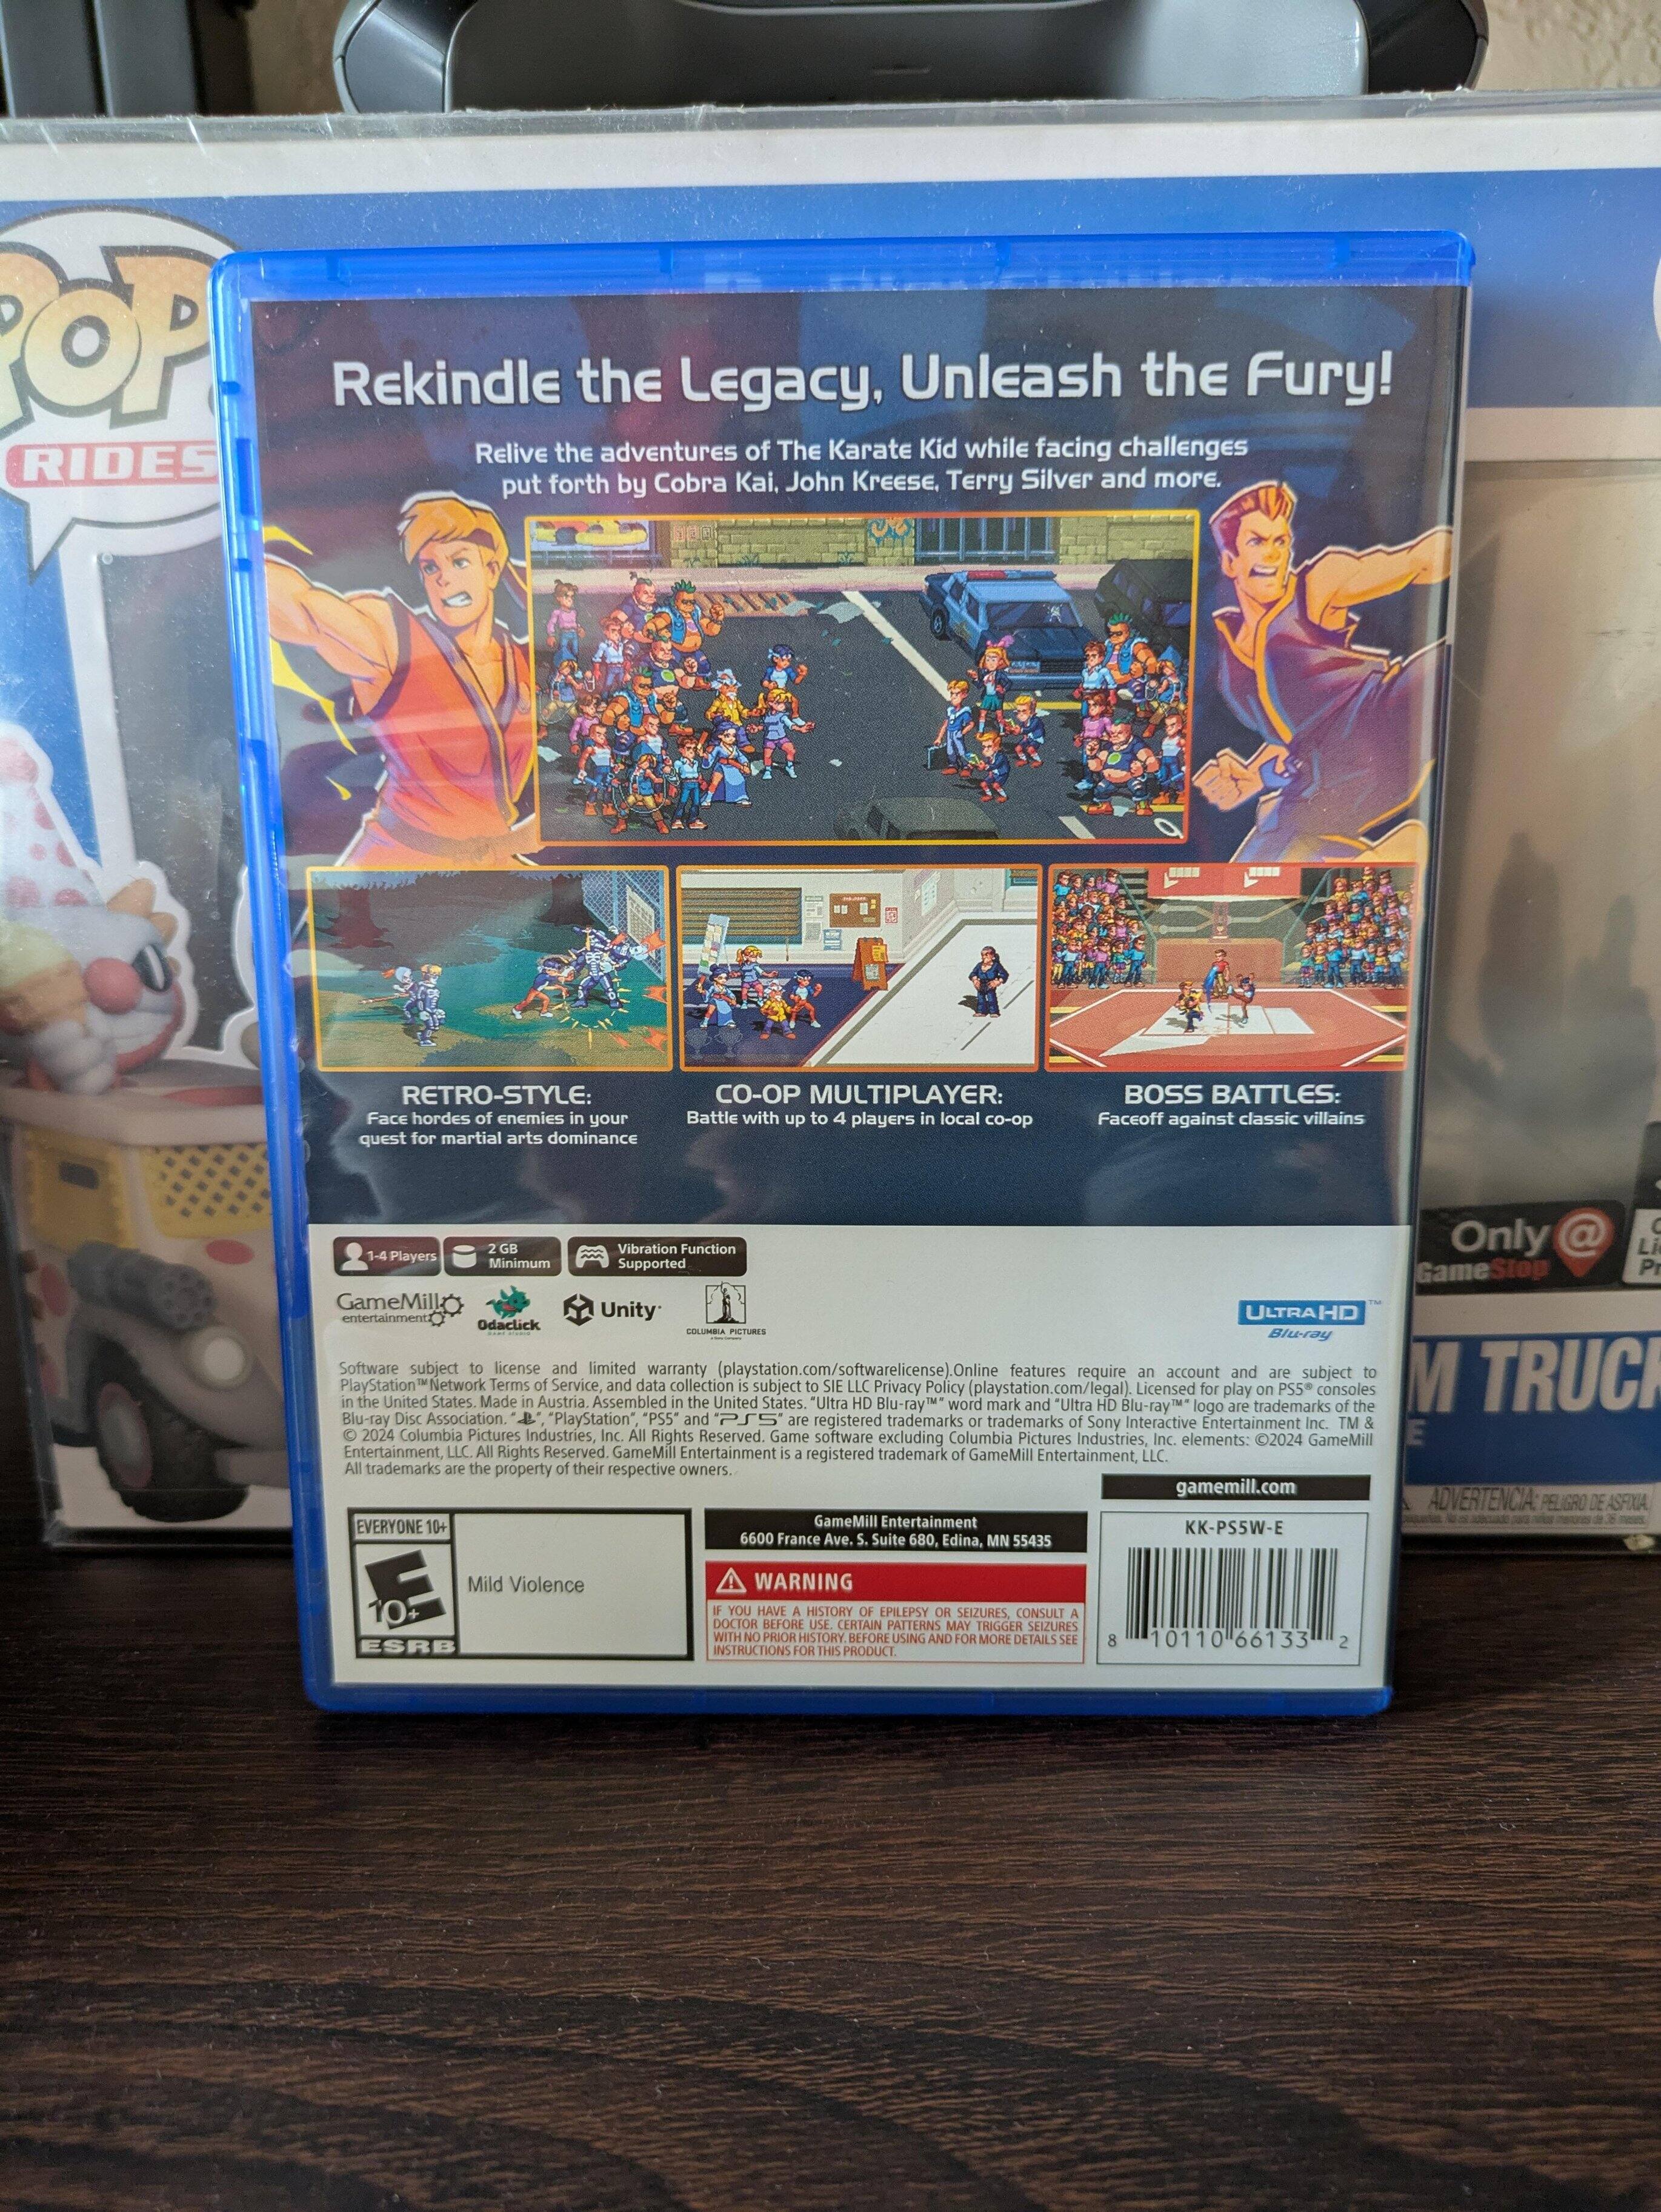 POP
RIDES
Rekindle the Legacy, Unleash the Fury!
Relive the adventures of The Karate Kid while facing challenges
put forth by Cobra Kai, John Kreese, Terry Silver and more.
RETRO-STYLE:
Face hordes of enemies in your
quest for martial arts dominance
CO-OP MULTIPLAYER:
Battle with up to 4 players in local co-op
BOSS BATTLES:
Faceoff against classic villains
1-4 Players
2 GB
Minimum
Vibration Function
Supported
GameMill
entertainment
Odaclick
GAME STUDIO
Unity
COLUMBIA PICTURES
a Sony Company
ULTRA HD™
Blu-ray
Software subject to license and limited warranty (playstation.com/softwarelicense).Online features require an account and are subject to
PlayStation™Network Terms of Service, and data collection is subject to SIE LLC Privacy Policy (playstation.com/legal). Licensed for play on PS5® consoles
in the United States. Made in Austria. Assembled in the United States. "Ultra HD Blu-ray™" word mark and "Ultra HD Blu-ray™" logo are trademarks of the
Blu-ray Disc Association. "", "PlayStation", "PS5" and "PS5" are registered trademarks or trademarks of Sony Interactive Entertainment Inc. TM &
© 2024 Columbia Pictures Industries, Inc. All Rights Reserved. Game software excluding Columbia Pictures Industries, Inc. elements: ©2024 GameMill
Entertainment, LLC. All Rights Reserved. GameMill Entertainment is a registered trademark of GameMill Entertainment, LLC.
All trademarks are the property of their respective owners.
gamemill.com
EVERYONE 10+
E
10+
ESRB
Mild Violence
GameMill Entertainment
6600 France Ave. S. Suite 680, Edina, MN 55435
WARNING
IF YOU HAVE A HISTORY OF EPILEPSY OR SEIZURES, CONSULT A
DOCTOR BEFORE USE. CERTAIN PATTERNS MAY TRIGGER SEIZURES
WITH NO PRIOR HISTORY. BEFORE USING AND FOR MORE DETAILS SEE
INSTRUCTIONS FOR THIS PRODUCT.
KK-PS5W-E
8 10110 66133 2
Only @
GameStop
M TRUCK
E
ADVERTENCIA: PELIGRO DE ASFIXIA.